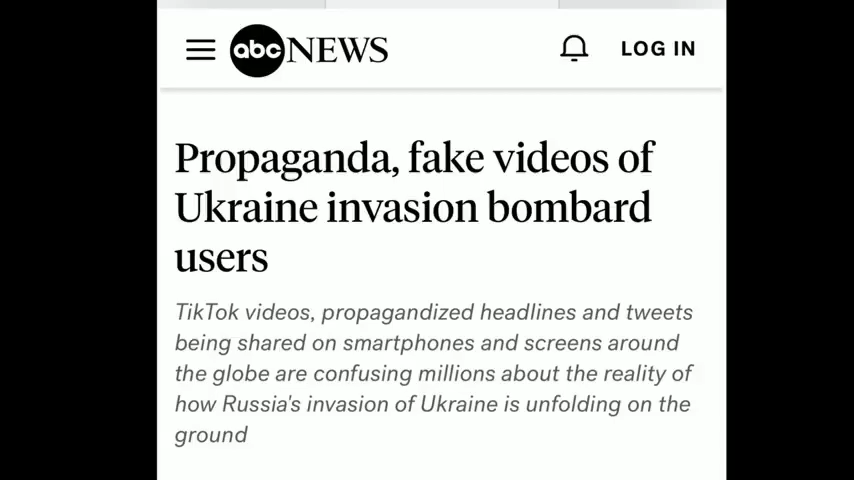 abc NEWS
LOG IN
Propaganda, fake videos of
Ukraine invasion bombard
users
TikTok videos, propagandized headlines and tweets
being shared on smartphones and screens around
the globe are confusing millions about the reality of
how Russia's invasion of Ukraine is unfolding on the
ground